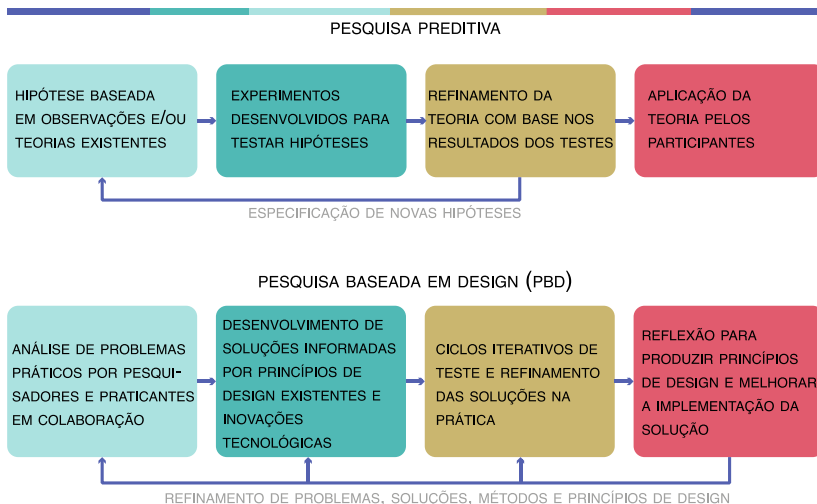 PESQUISA PREDITIVA
HIPÓTESE BASEADA
EM OBSERVAÇÕES E/OU
TEORIAS EXISTENTES
EXPERIMENTOS
DESENVOLVIDOS PARA
TESTAR HIPÓTESES
REFINAMENTO DA
TEORIA COM BASE NOS
RESULTADOS DOS TESTES
APLICAÇÃO DA
TEORIA PELOS
PARTICIPANTES
ESPECIFICAÇÃO DE NOVAS HIPÓTESES
PESQUISA BASEADA EM DESIGN (PBD)
ANÁLISE DE PROBLEMAS
PRÁTICOS POR PESQUI-
SADORES E PRATICANTES
EM COLABORAÇÃO
DESENVOLVIMENTO DE
SOLUÇÕES INFORMADAS
POR PRINCÍPIOS DE
DESIGN EXISTENTES E
INOVAÇÕES
TECNOLÓGICAS
CICLOS ITERATIVOS DE
TESTE E REFINAMENTO
DAS SOLUÇÕES NA
PRÁTICA
REFLEXÃO PARA
PRODUZIR PRINCÍPIOS
DE DESIGN E MELHORAR
A IMPLEMENTAÇÃO DA
SOLUÇÃO
REFINAMENTO DE PROBLEMAS, SOLUÇÕES, MÉTODOS E PRINCÍPIOS DE DESIGN